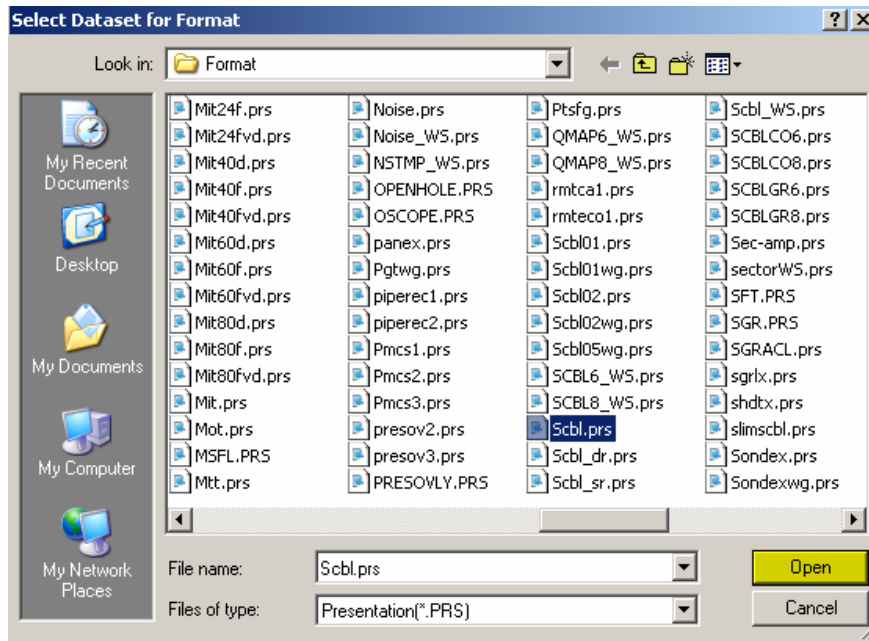 Select Dataset for Format
Look in: Format
My Recent
Documents
Desktop
My Documents
My Computer
My Network
Places
Mit24f.prs
Mit24fvd.prs
Mit40d.prs
Mit40f.prs
Mit40fvd.prs
Mit60d.prs
Mit60f.prs
Mit60fvd.prs
Mit80d.prs
Mit80f.prs
Mit80fvd.prs
Mit.prs
Mot.prs
MSFL.PRS
Mtt.prs
Noise.prs
Noise_WS.prs
NSTMP_WS.prs
OPENHOLE.PRS
OSCOPE.PRS
panex.prs
Pgtwg.prs
piperec1.prs
piperec2.prs
Pmcs1.prs
Pmcs2.prs
Pmcs3.prs
presov2.prs
presov3.prs
PRESOVLY.PRS
Ptsfg.prs
QMAP6_WS.prs
QMAP8_WS.prs
rmtca1.prs
rmteco1.prs
Scbl01.prs
Scbl01wg.prs
Scbl02.prs
Scbl02wg.prs
Scbl05wg.prs
SCBL6_WS.prs
SCBL8_WS.prs
Scbl.prs
Scbl_dr.prs
Scbl_sr.prs
Scbl_WS.prs
SCBLCO6.prs
SCBLCO8.prs
SCBLGR6.prs
SCBLGR8.prs
Sec-amp.prs
sectorWS.prs
SFT.PRS
SGR.PRS
SGRACL.prs
sgrlx.prs
shdtx.prs
slimscbl.prs
Sondex.prs
Sondexwg.prs
File name: Scbl.prs Open
Files of type: Presentation(*.PRS) Cancel